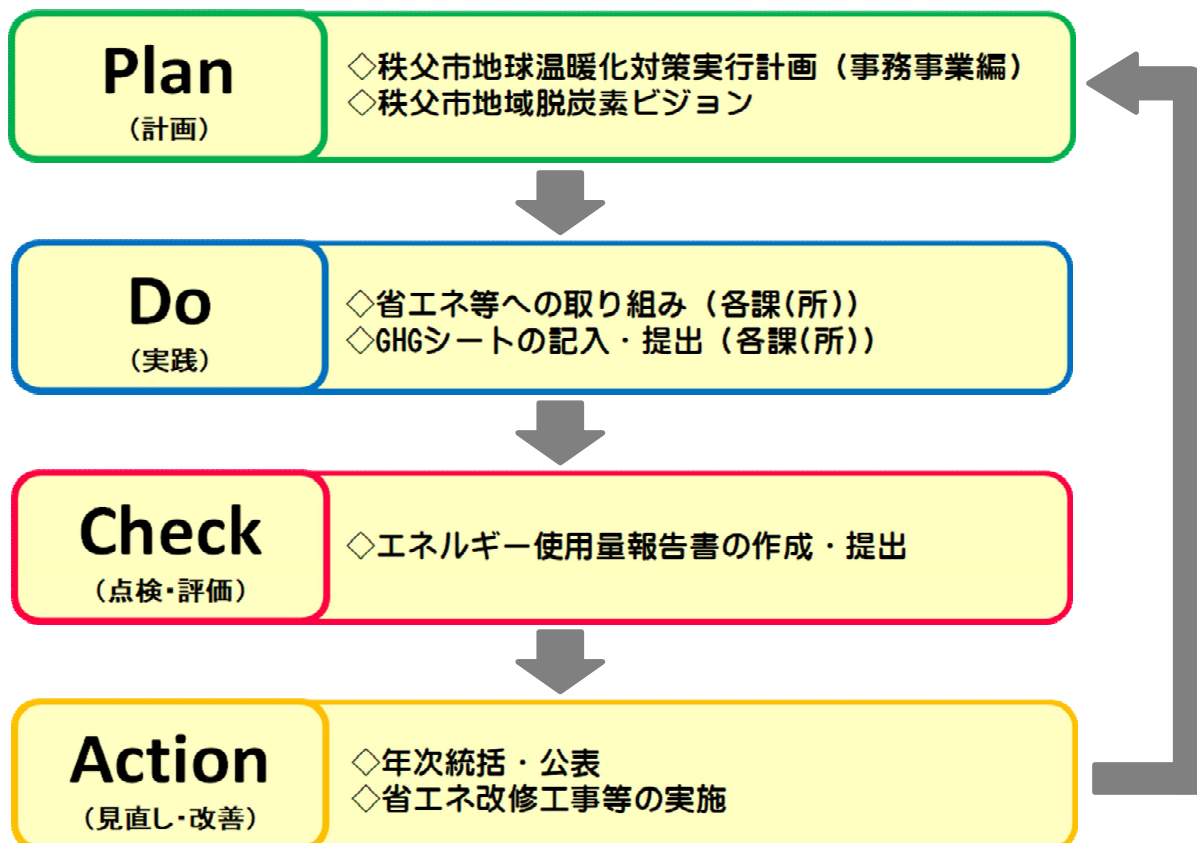 Plan
（計画）
◇秩父市地球温暖化対策実行計画（事務事業編）
◇秩父市地域脱炭素ビジョン
Do
（実践）
◇省エネ等への取り組み（各課(所)）
◇GHGシートの記入・提出（各課(所)）
Check
（点検・評価）
◇エネルギー使用量報告書の作成・提出
Action
（見直し・改善）
◇年次統括・公表
◇省エネ改修工事等の実施